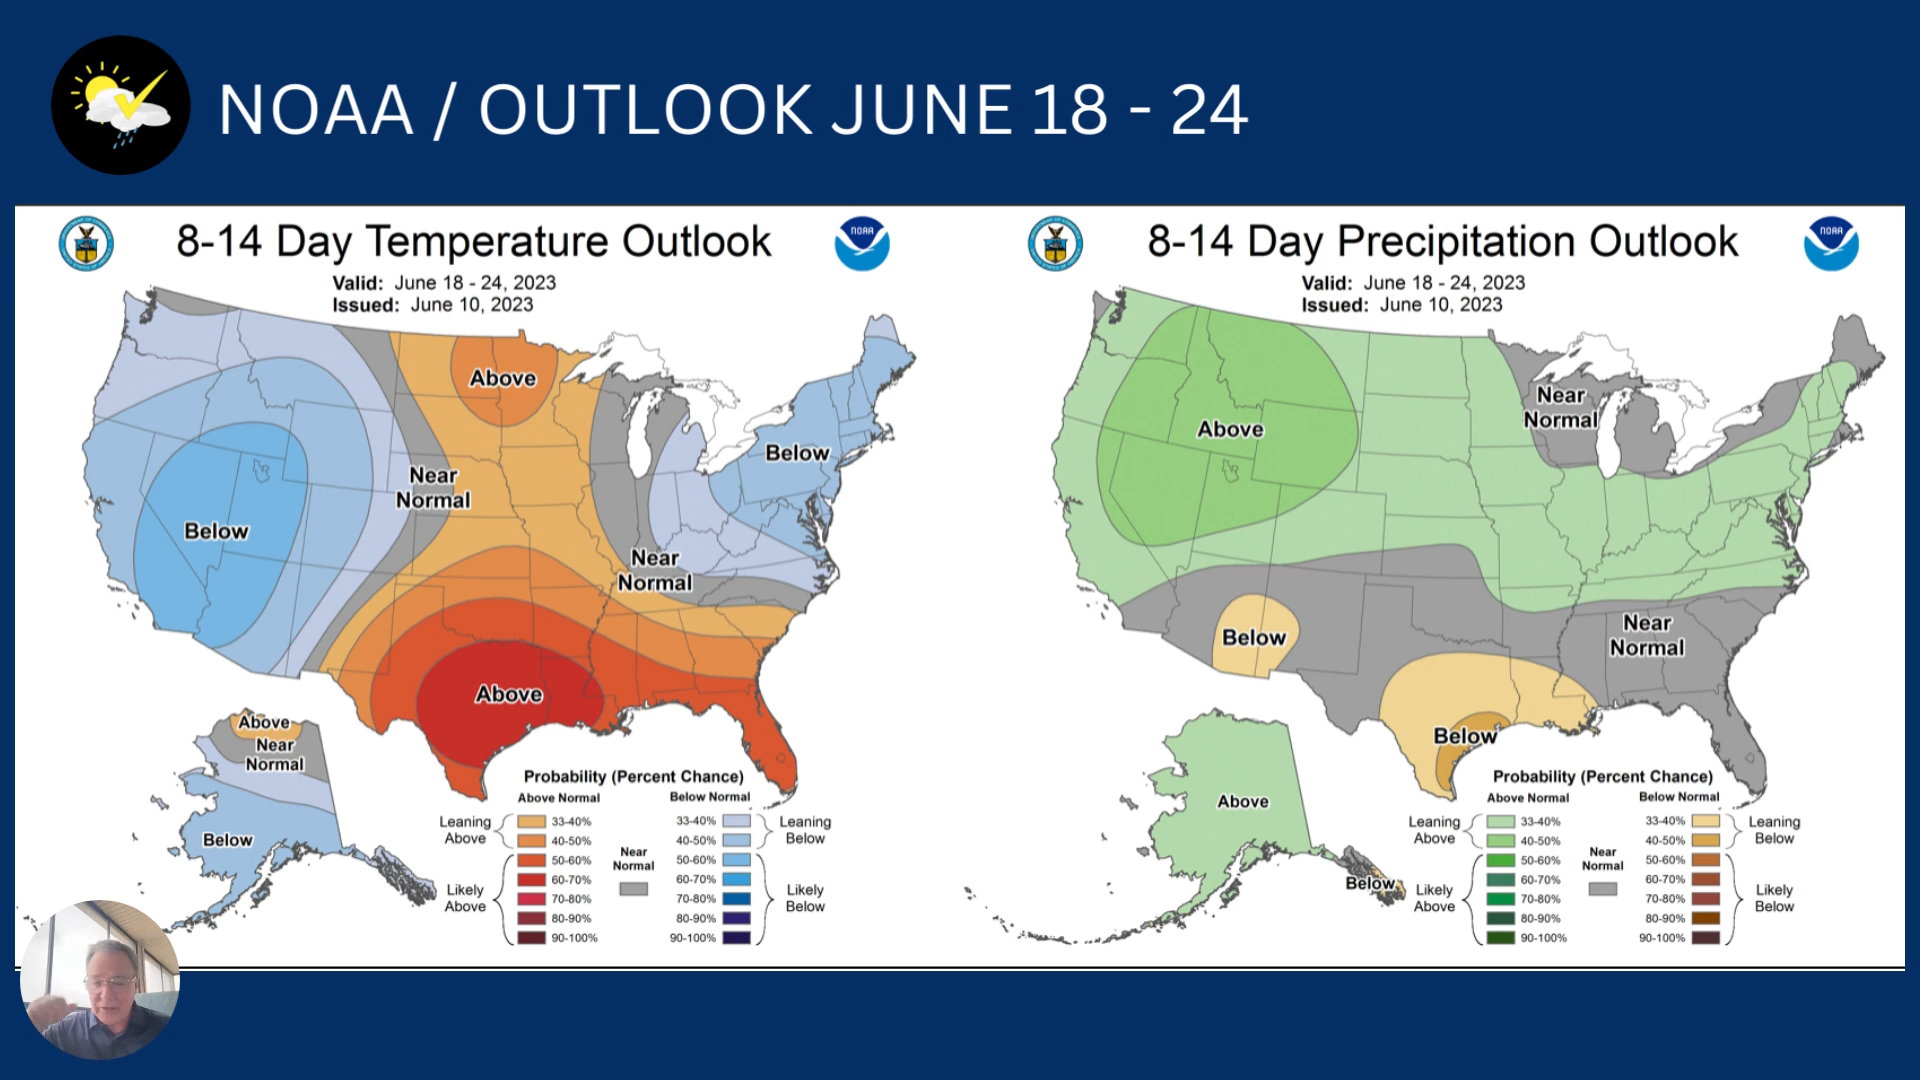 NOAA / OUTLOOK JUNE 18 - 24
8-14 Day Temperature Outlook
NOAA
Valid: June 18 - 24, 2023
Issued: June 10, 2023
Above
Below
Near
Normal
Below
Near
Normal
Above
Above
Near
Normal
Below
Probability (Percent Chance)
Above Normal
Below Normal
Leaning
Above
33-40%
40-50%
50-60%
60-70%
70-80%
80-90%
90-100%
Likely
Above
Near
Normal
33-40%
40-50%
50-60%
60-70%
70-80%
80-90%
90-100%
Leaning
Below
Likely
Below
8-14 Day Precipitation Outlook
NOAA
Valid: June 18 - 24, 2023
Issued: June 10, 2023
Near
Normal
Above
Near
Normal
Below
Below
Above
Below
Probability (Percent Chance)
Above Normal
Below Normal
Leaning
Above
33-40%
40-50%
50-60%
60-70%
70-80%
80-90%
90-100%
Likely
Above
Near
Normal
33-40%
40-50%
50-60%
60-70%
70-80%
80-90%
90-100%
Leaning
Below
Likely
Below